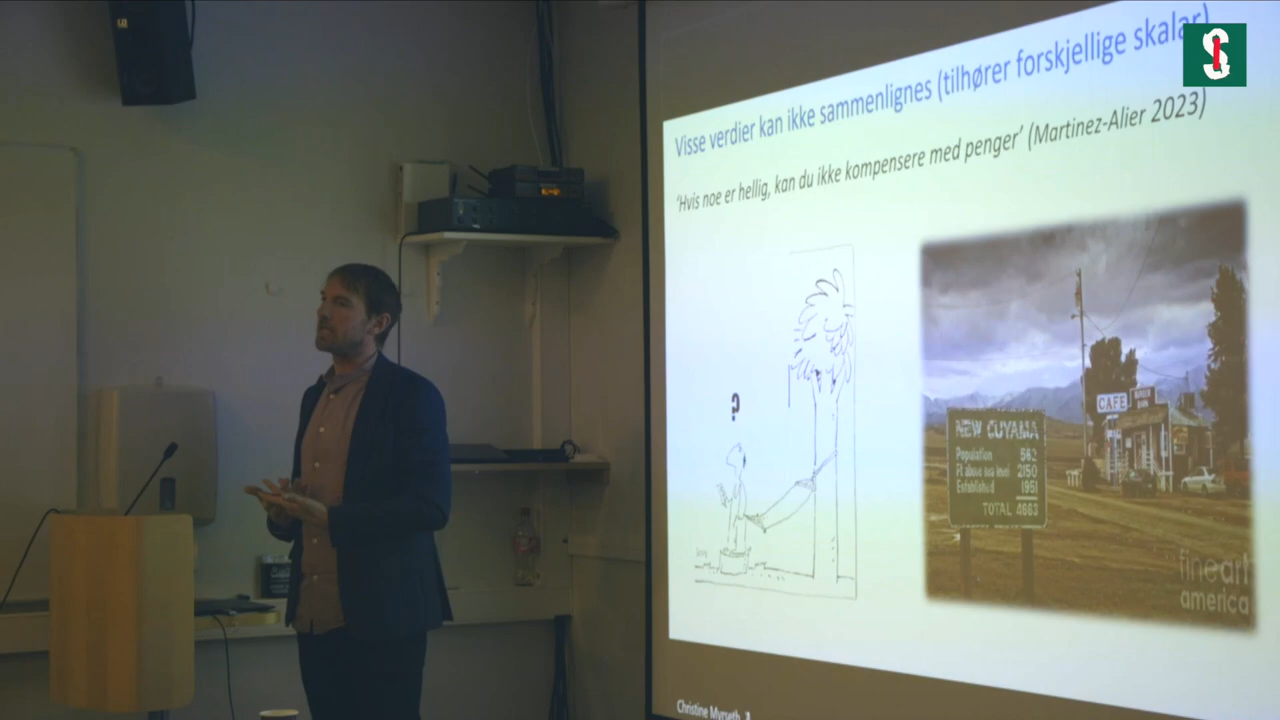 Visse verdier kan ikke sammenlignes (tilhører forskjellige skalar)
'Hvis noe er hellig, kan du ikke kompensere med penger' (Martinez-Alier 2023)
?
CAFE
NEW CUYAMA
Population 562
Ft above sea level 2150
Established 1951
TOTAL 4663
fineart
america
Christine Myrseth